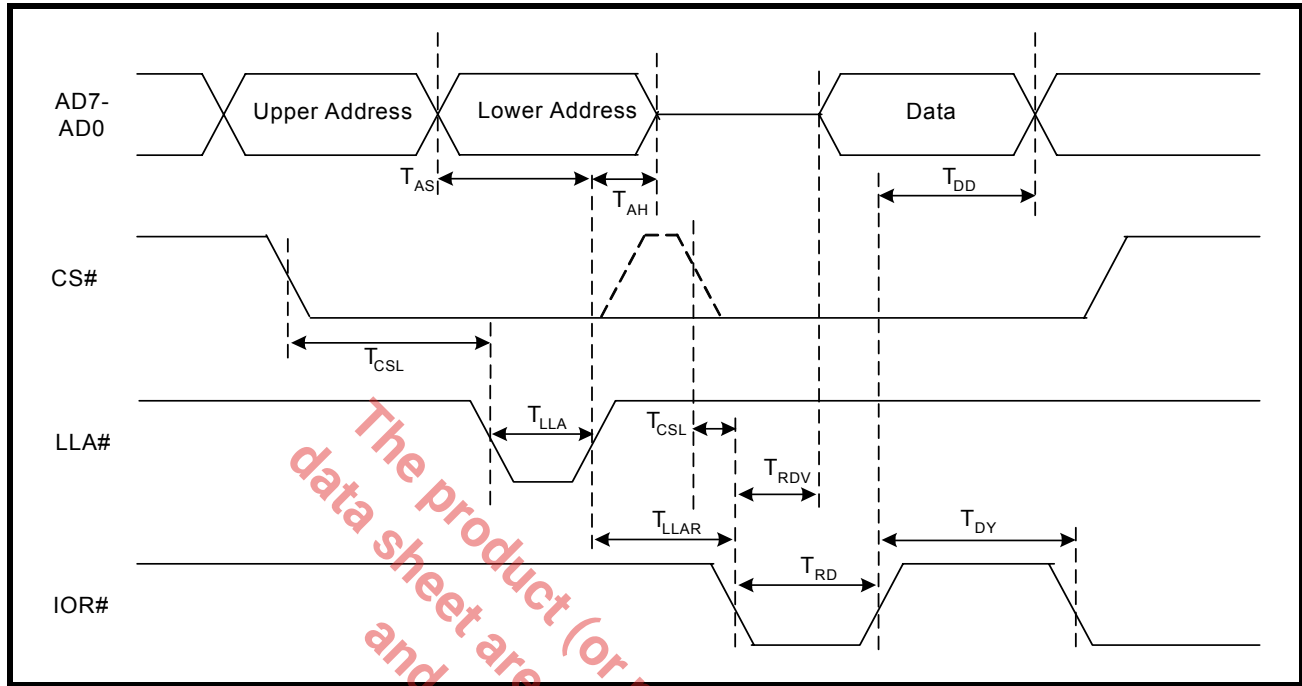 AD7-
AD0
Upper Address
Lower Address
Data
TAS
TAH
TDD
CS#
TCSL
LLA#
TLLA
TCSL
TRDV
TLLAR
TDY
TRD
IOR#
The product (or
data sheet are
and